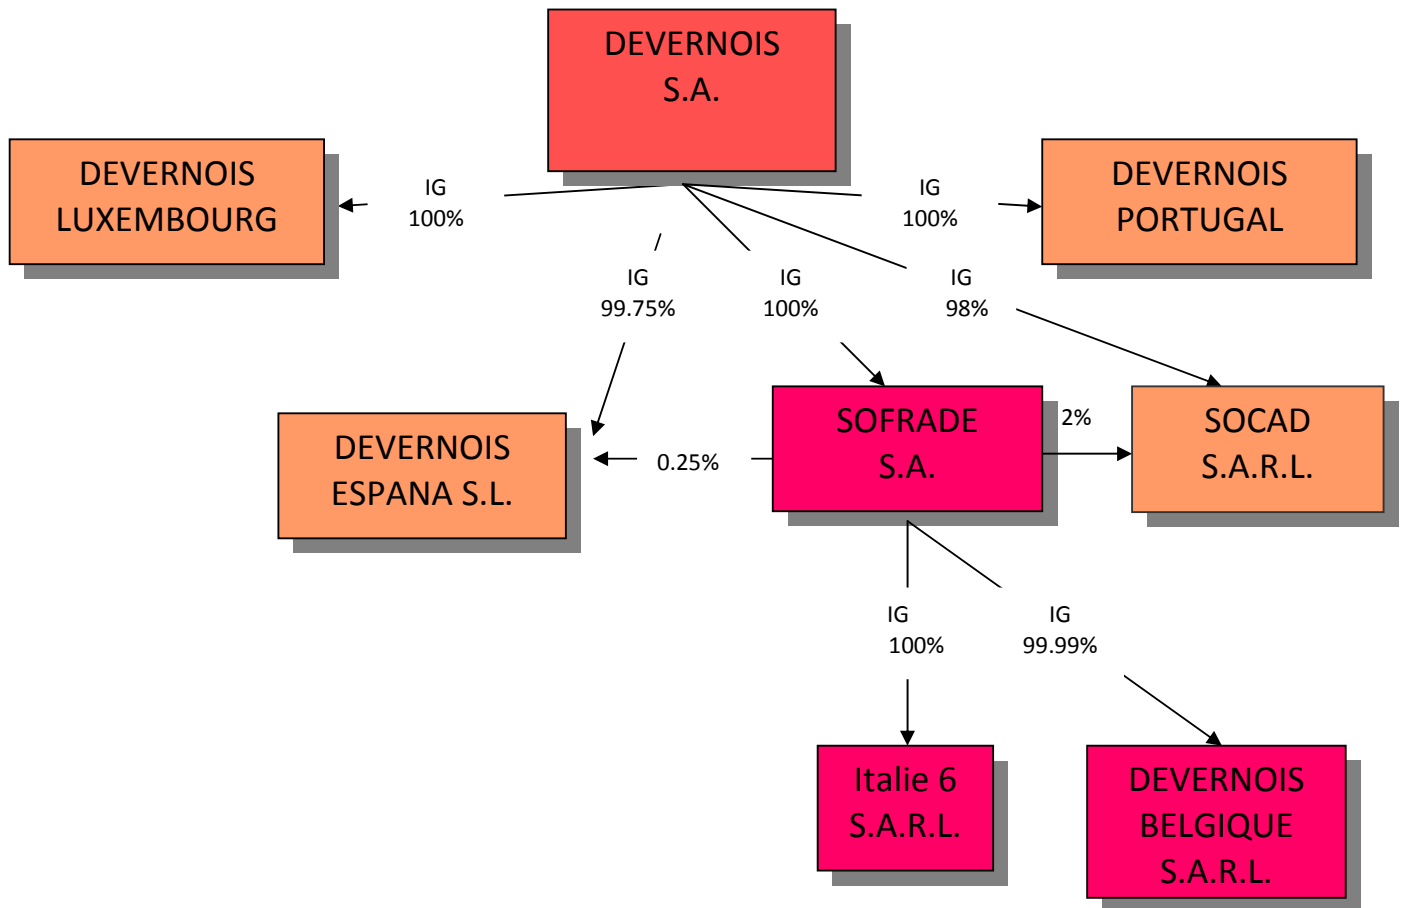 DEVERNOIS
S.A.
DEVERNOIS
LUXEMBOURG
IG
100%
IG
100%
DEVERNOIS
PORTUGAL
IG
99.75%
IG
100%
IG
98%
DEVERNOIS
ESPANA S.L.
0.25%
SOFRADE
S.A.
2%
SOCAD
S.A.R.L.
IG
100%
IG
99.99%
Italie 6
S.A.R.L.
DEVERNOIS
BELGIQUE
S.A.R.L.